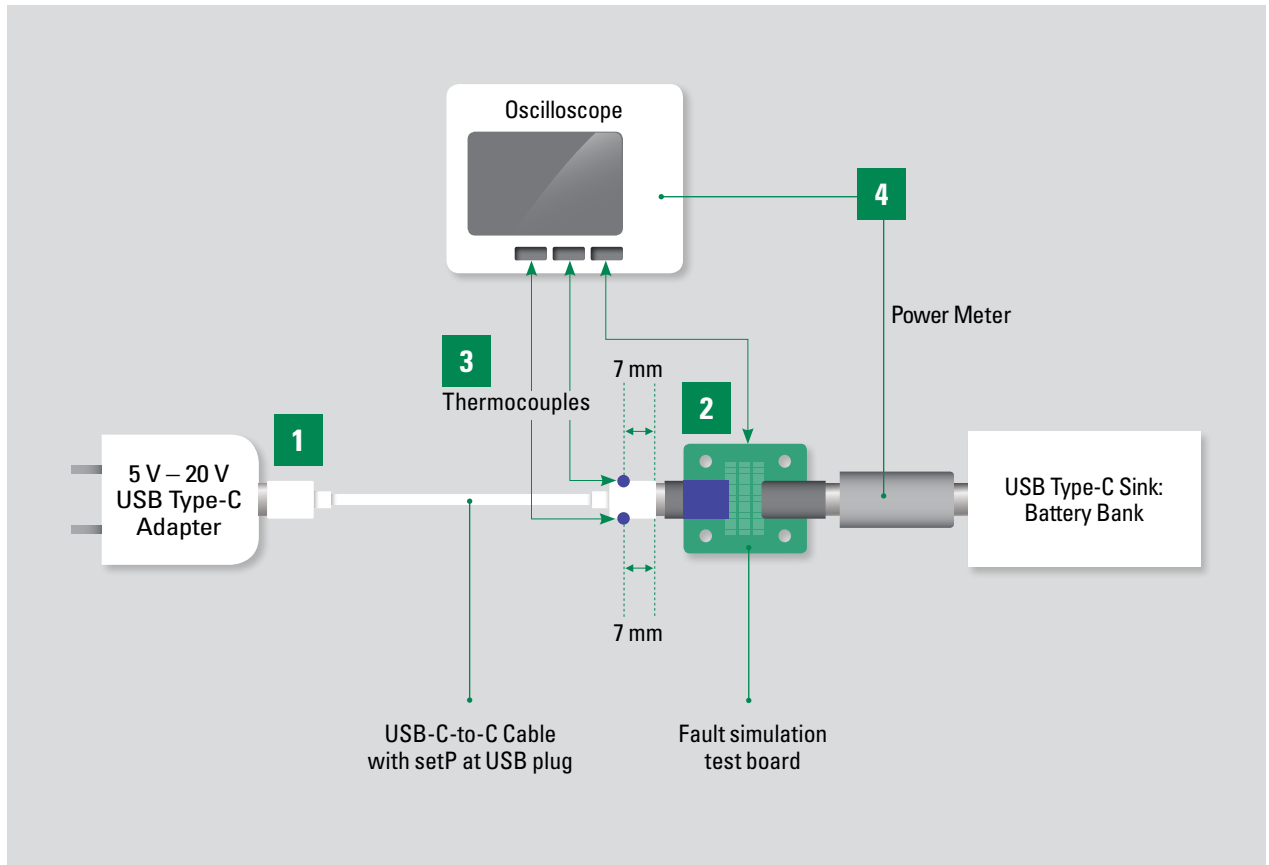 Oscilloscope
4
Power Meter
3
Thermocouples
7 mm
2
1
5 V – 20 V
USB Type-C
Adapter
USB Type-C Sink:
Battery Bank
7 mm
USB-C-to-C Cable
with setP at USB plug
Fault simulation
test board